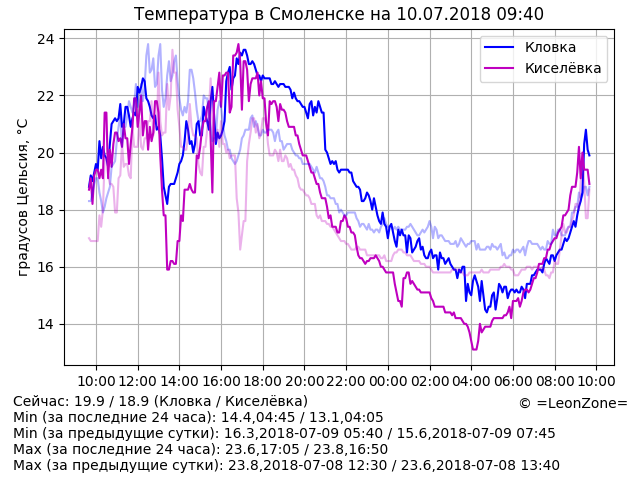 Температура в Смоленске на 10.07.2018 09:40
Кловка
Киселёвка
градусов Цельсия, °C
24
22
20
18
16
14
10:00 12:00 14:00 16:00 18:00 20:00 22:00 00:00 02:00 04:00 06:00 08:00 10:00
Сейчас: 19.9 / 18.9 (Кловка / Киселёвка)
© =LeonZone=
Min (за последние 24 часа): 14.4,04:45 / 13.1,04:05
Min (за предыдущие сутки): 16.3,2018-07-09 05:40 / 15.6,2018-07-09 07:45
Max (за последние 24 часа): 23.6,17:05 / 23.8,16:50
Max (за предыдущие сутки): 23.8,2018-07-08 12:30 / 23.6,2018-07-08 13:40